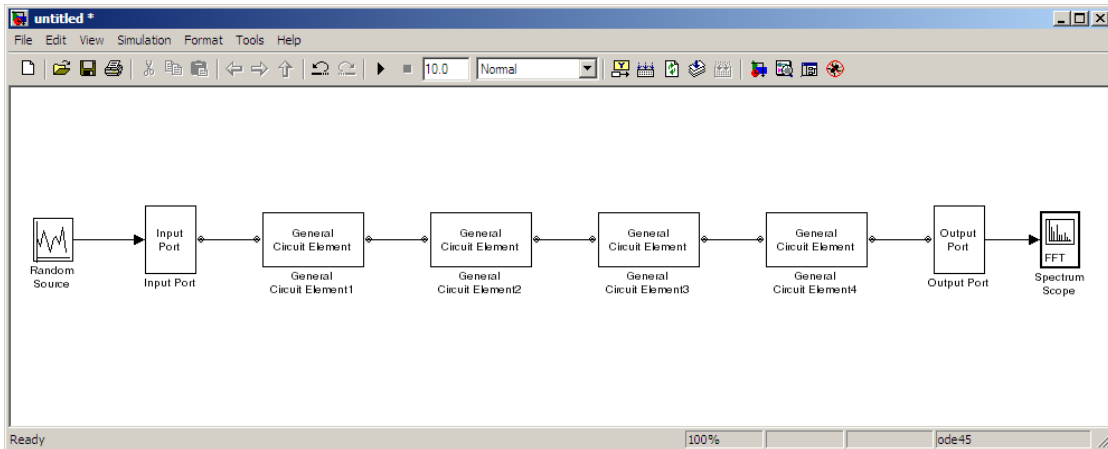 untitled *
File Edit View Simulation Format Tools Help
10.0 Normal
Random
Source
Input
Port
Input Port
General
Circuit Element
General
Circuit Element1
General
Circuit Element
General
Circuit Element2
General
Circuit Element
General
Circuit Element3
General
Circuit Element
General
Circuit Element4
Output
Port
Output Port
FFT
Spectrum
Scope
Ready 100% ode45